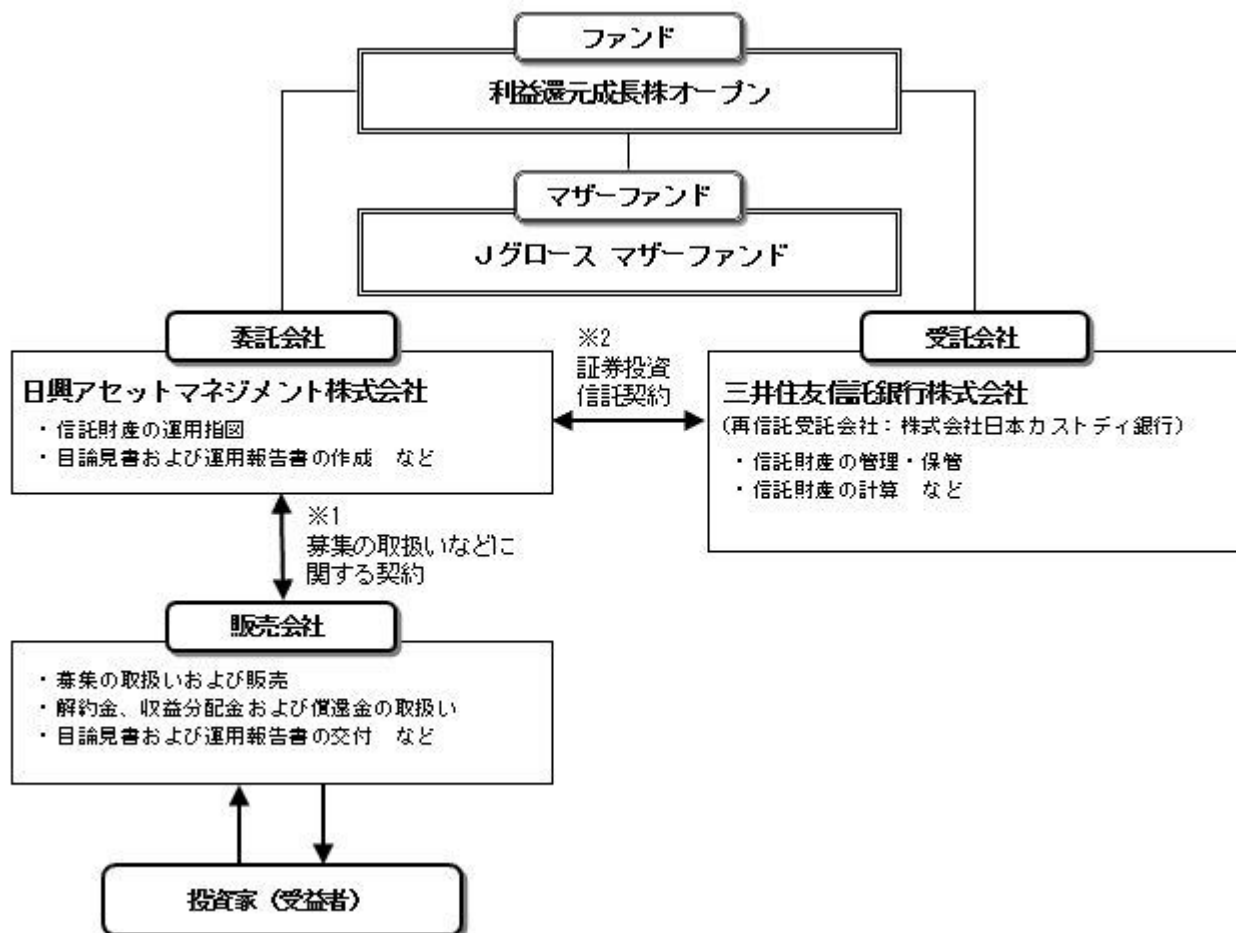 ファンド
利益還元成長株オープン
マザーファンド
Jグロース マザーファンド
委託会社
日興アセットマネジメント株式会社
・信託財産の運用指図
・目論見書および運用報告書の作成 など
※2
証券投資
信託契約
受託会社
三井住友信託銀行株式会社
(再信託受託会社:株式会社日本カストディ銀行)
・信託財産の管理・保管
・信託財産の計算 など
※1
募集の取扱いなどに
関する契約
販売会社
・募集の取扱いおよび販売
・解約金、収益分配金および償還金の取扱い
・目論見書および運用報告書の交付 など
投資家(受益者)